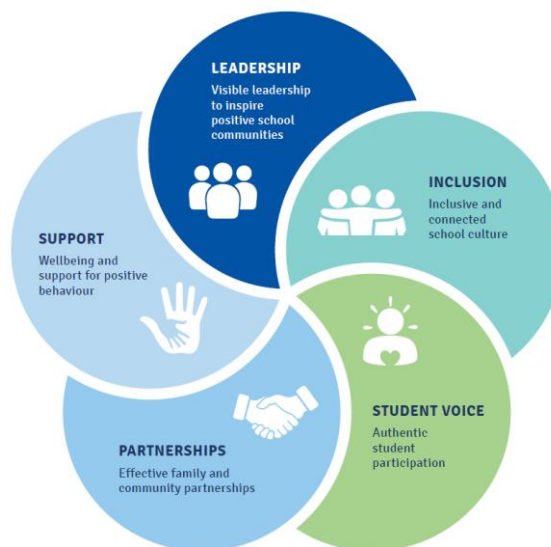 LEADERSHIP
Visible leadership
to inspire
positive school
communities
INCLUSION
Inclusive and
connected
school culture
STUDENT VOICE
Authentic
student
participation
PARTNERSHIPS
Effective family and
community partnerships
SUPPORT
Wellbeing and
support for positive
behaviour